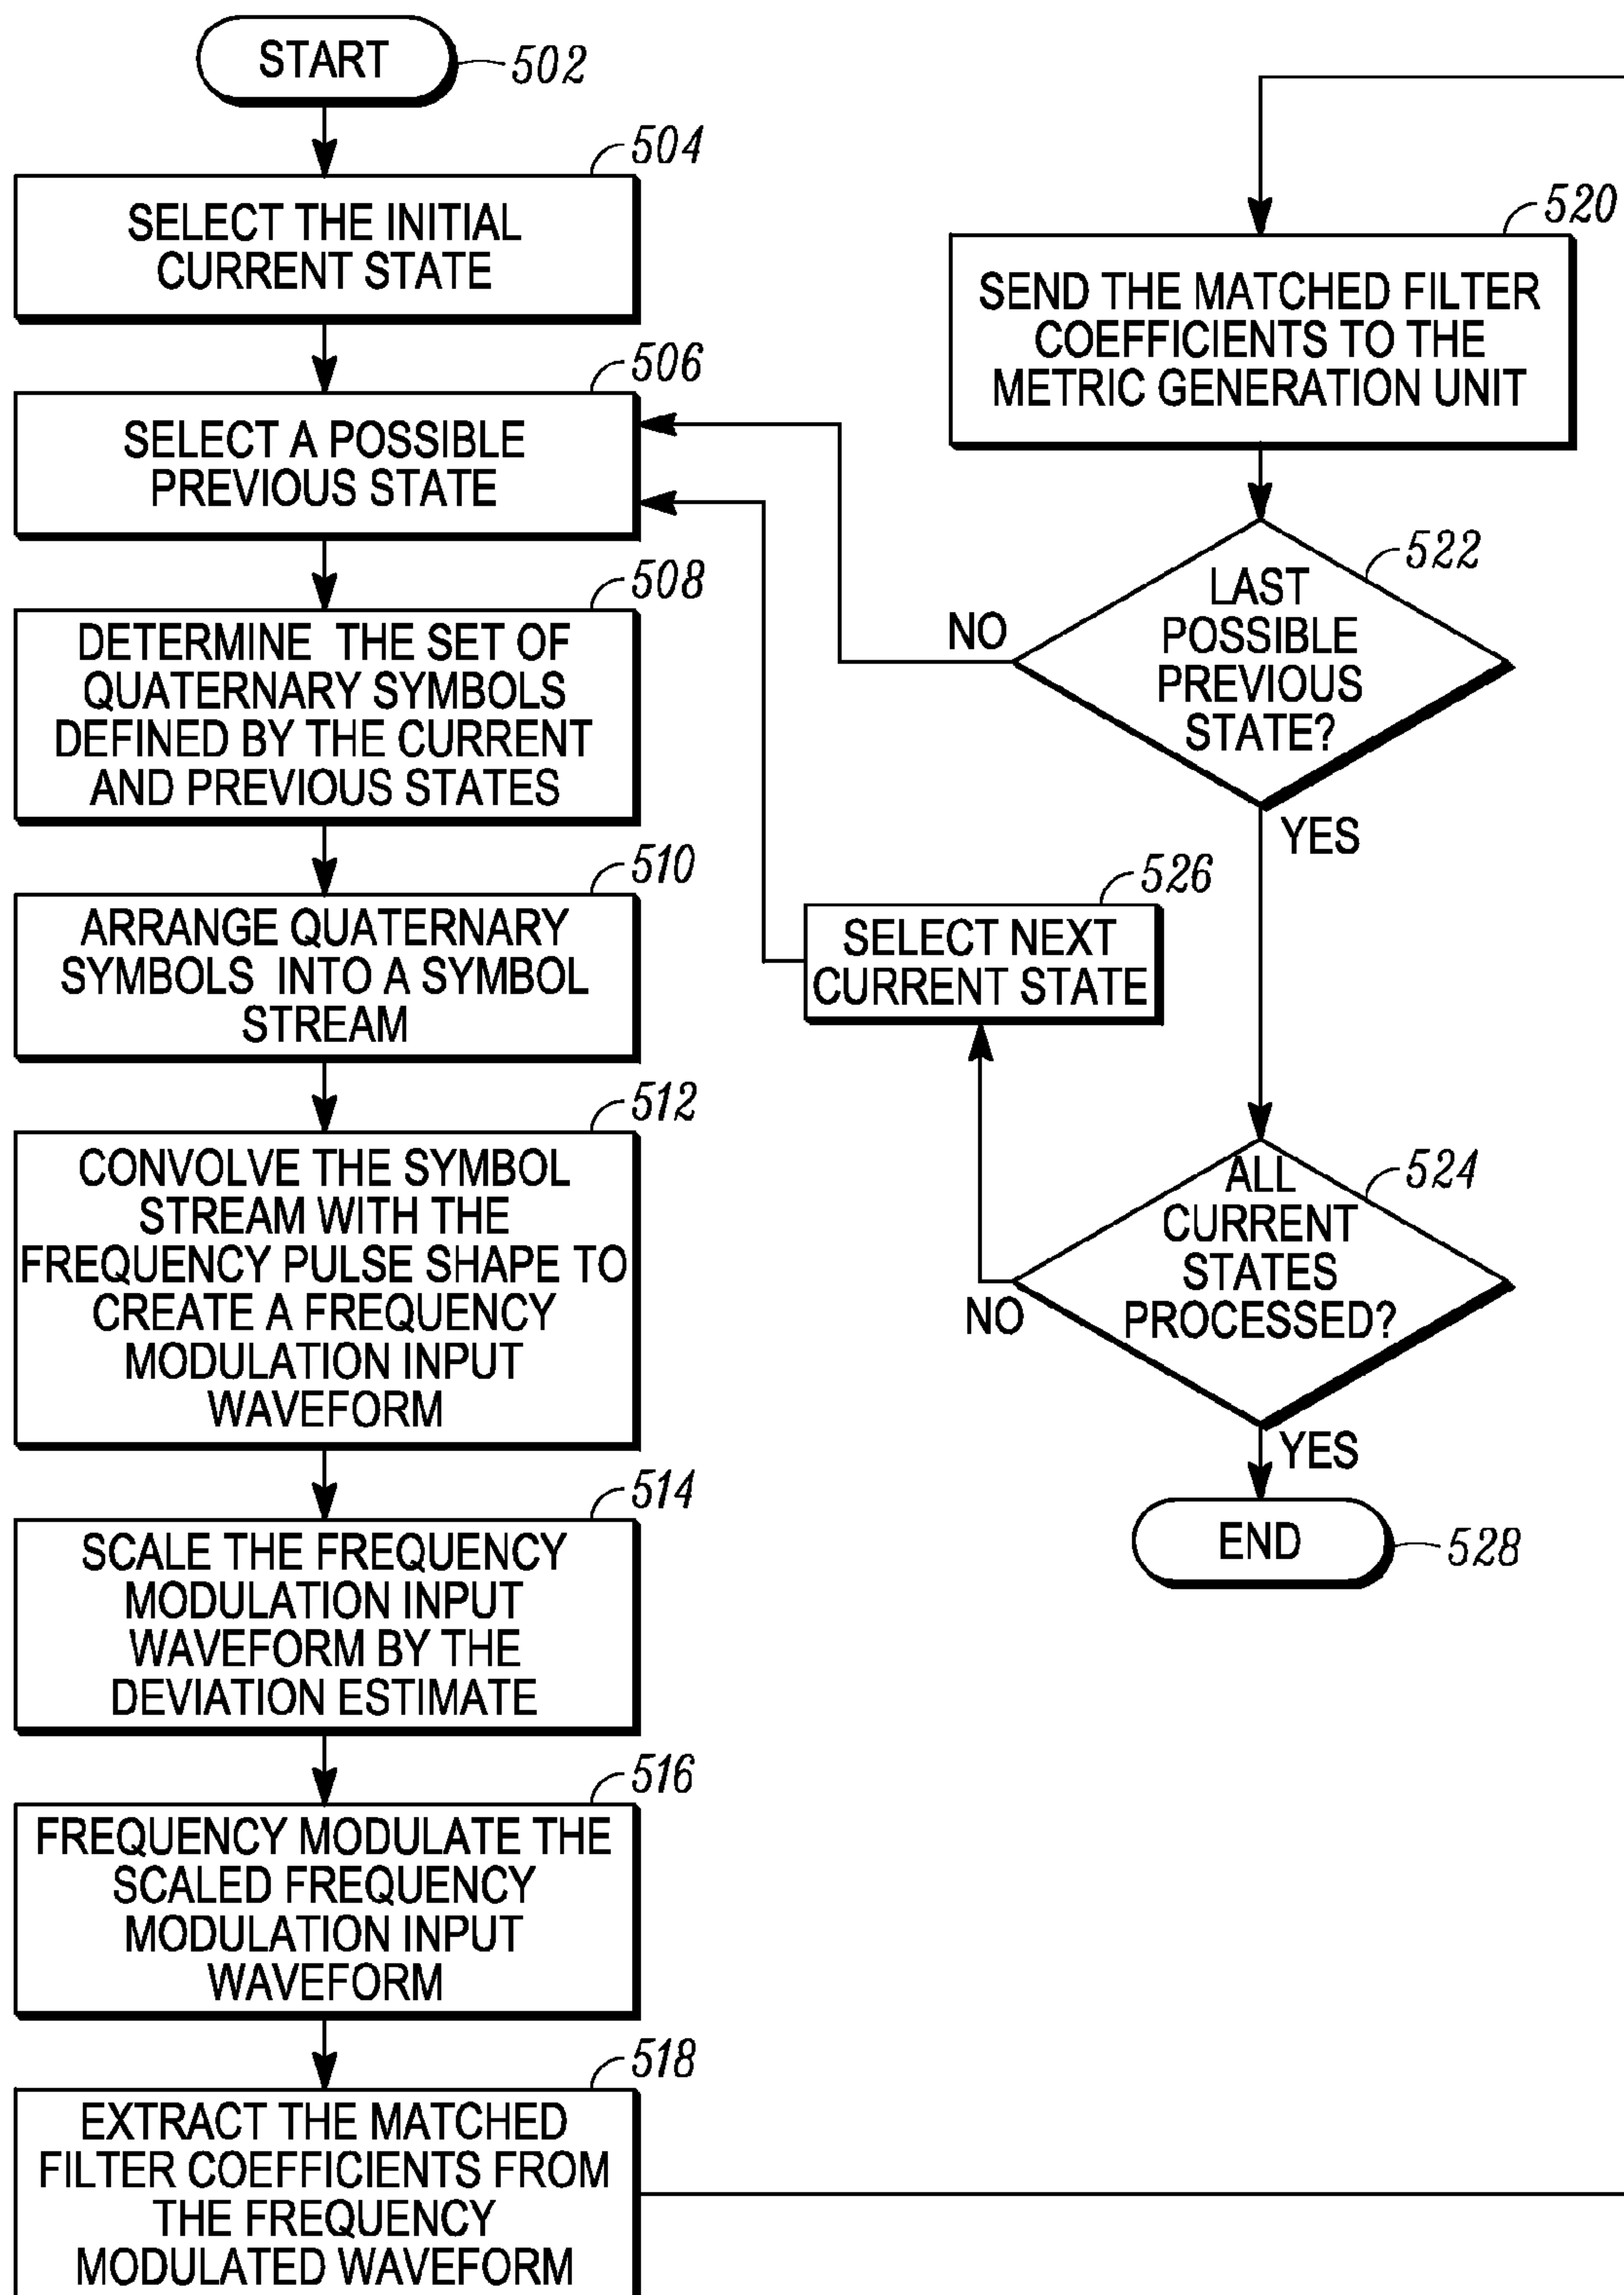 START
502
504
SELECT THE INITIAL
CURRENT STATE
506
SELECT A POSSIBLE
PREVIOUS STATE
508
DETERMINE THE SET OF
QUATERNARY SYMBOLS
DEFINED BY THE CURRENT
AND PREVIOUS STATES
510
ARRANGE QUATERNARY
SYMBOLS INTO A SYMBOL
STREAM
512
CONVOLVE THE SYMBOL
STREAM WITH THE
FREQUENCY PULSE SHAPE TO
CREATE A FREQUENCY
MODULATION INPUT
WAVEFORM
514
SCALE THE FREQUENCY
MODULATION INPUT
WAVEFORM BY THE
DEVIATION ESTIMATE
516
FREQUENCY MODULATE THE
SCALED FREQUENCY
MODULATION INPUT
WAVEFORM
518
EXTRACT THE MATCHED
FILTER COEFFICIENTS FROM
THE FREQUENCY
MODULATED WAVEFORM
520
SEND THE MATCHED FILTER
COEFFICIENTS TO THE
METRIC GENERATION UNIT
522
LAST
POSSIBLE
PREVIOUS
STATE?
NO
YES
526
SELECT NEXT
CURRENT STATE
524
ALL
CURRENT
STATES
PROCESSED?
NO
YES
END
528